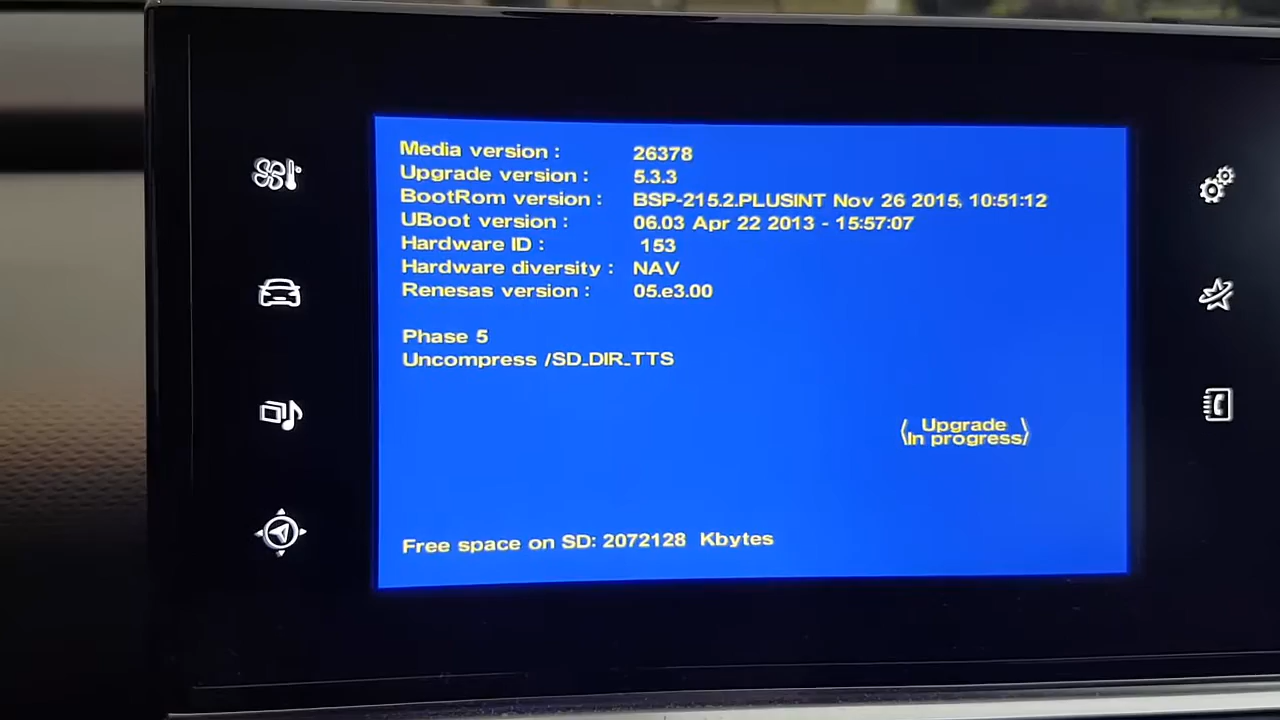 Media version : 26378
Upgrade version : 5.3.3
BootRom version : BSP-215.2.PLUSINT Nov 26 2015, 10:51:12
UBoot version : 06.03 Apr 22 2013 - 15:57:07
Hardware ID : 153
Hardware diversity : NAV
Renesas version : 05.e3.00
Phase 5
Uncompress /SD_DIR_TTS
Upgrade
In progress
Free space on SD: 2072128 Kbytes